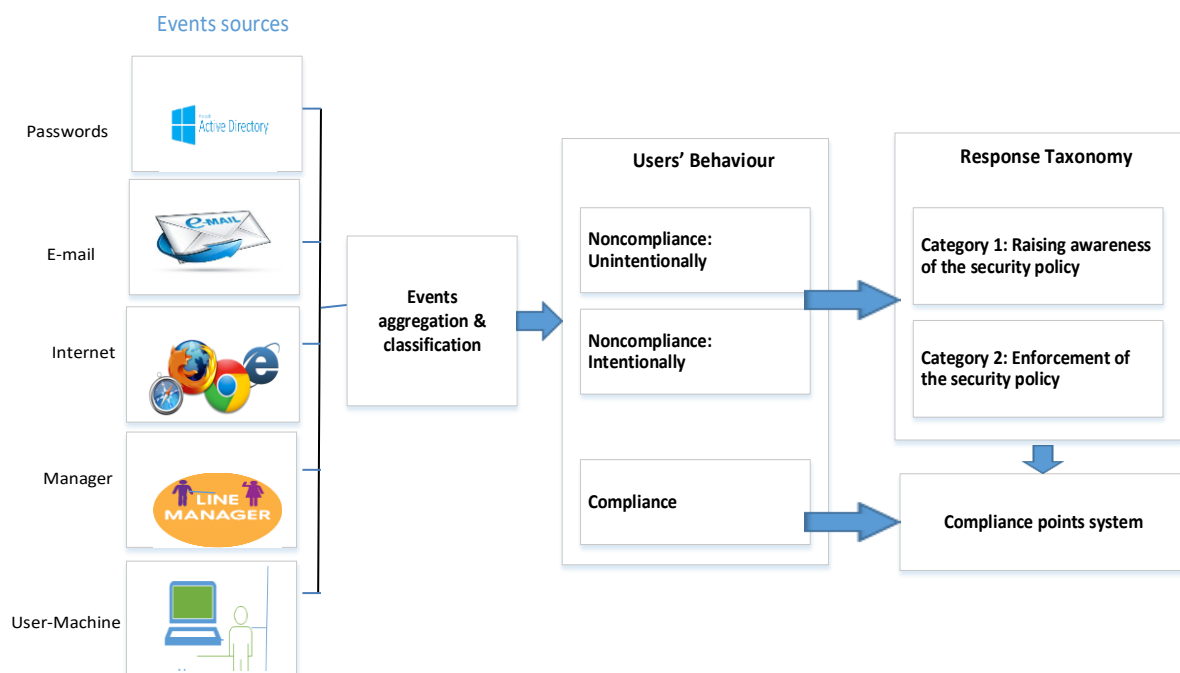 Events sources
Passwords
Active Directory
E-mail
e-MAIL
Internet
Manager
LINE
MANAGER
User-Machine
Events
aggregation &
classification
Users' Behaviour
Noncompliance:
Unintentionally
Noncompliance:
Intentionally
Compliance
Response Taxonomy
Category 1: Raising awareness
of the security policy
Category 2: Enforcement of
the security policy
Compliance points system